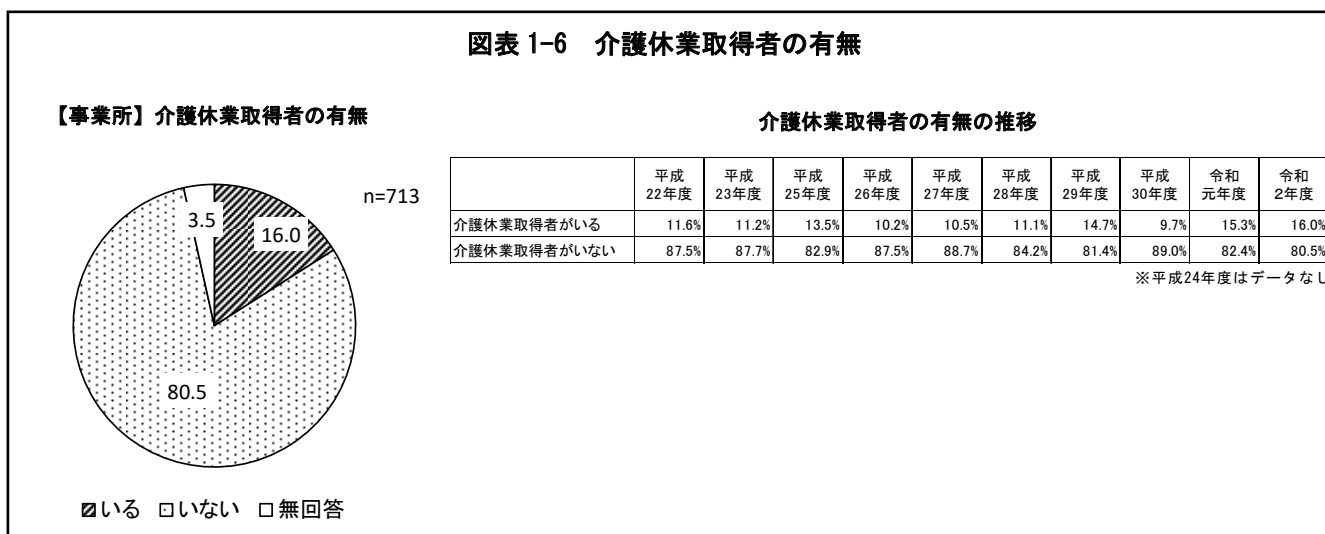 図表 1-6 介護休業取得者の有無
【事業所】介護休業取得者の有無
n=713
3.5
16.0
80.5
いる いない 無回答
介護休業取得者の有無の推移
平成 平成 平成 平成 平成 平成 平成 平成 令和 令和
22年度 23年度 25年度 26年度 27年度 28年度 29年度 30年度 元年度 2年度
介護休業取得者がいる 11.6% 11.2% 13.5% 10.2% 10.5% 11.1% 14.7% 9.7% 15.3% 16.0%
介護休業取得者がいない 87.5% 87.7% 82.9% 87.5% 88.7% 84.2% 81.4% 89.0% 82.4% 80.5%
※平成24年度はデータなし